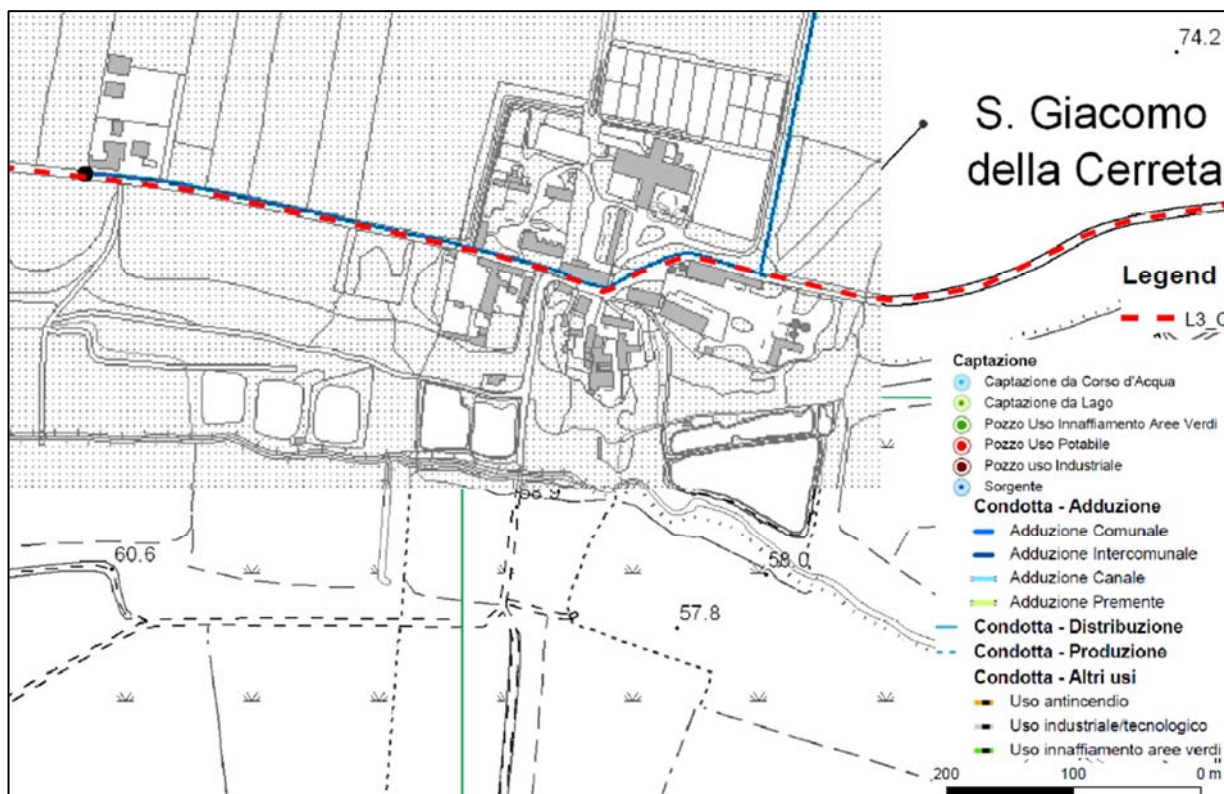 74.2
S. Giacomo
della Cerreta
Legend
Captazione
Captazione da Corso d'Acqua
Captazione da Lago
Pozzo Uso Innaffiamento Aree Verdi
Pozzo Uso Potabile
Pozzo uso Industriale
Sorgente
Condotta - Adduzione
Adduzione Comunale
Adduzione Intercomunale
Adduzione Canale
Adduzione Premente
Condotta - Distribuzione
Condotta - Produzione
Condotta - Altri usi
Uso antincendio
Uso industriale/tecnologico
Uso innaffiamento aree verdi
60.6
58.0
57.8
200 100 0 m